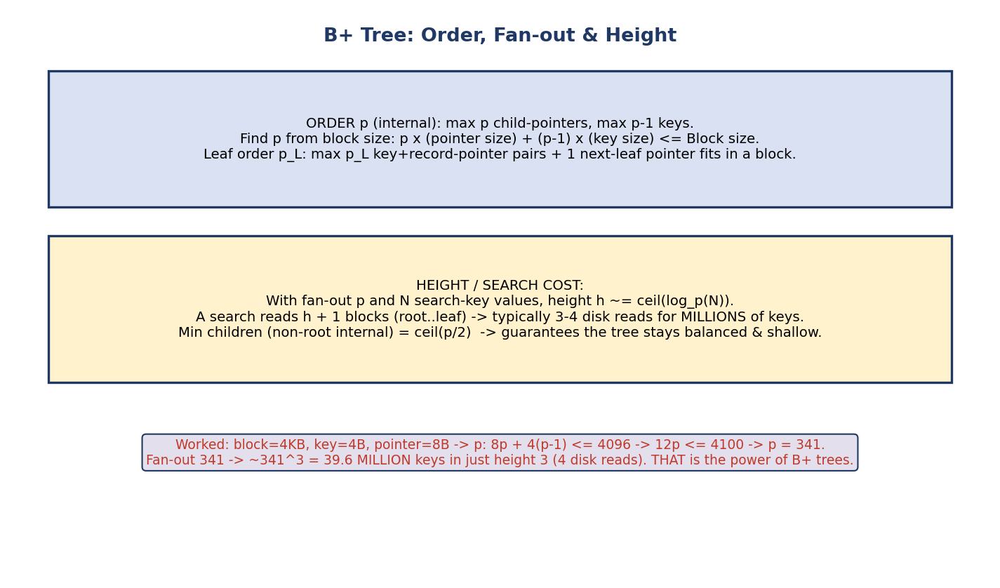 B+ Tree: Order, Fan-out & Height
ORDER p (internal): max p child-pointers, max p-1 keys.
Find p from block size: p x (pointer size) + (p-1) x (key size) <= Block size.
Leaf order p_L: max p_L key+record-pointer pairs + 1 next-leaf pointer fits in a block.
HEIGHT / SEARCH COST:
With fan-out p and N search-key values, height h ~= ceil(log_p(N)).
A search reads h + 1 blocks (root..leaf) -> typically 3-4 disk reads for MILLIONS of keys.
Min children (non-root internal) = ceil(p/2)  -> guarantees the tree stays balanced & shallow.
Worked: block=4KB, key=4B, pointer=8B -> p: 8p + 4(p-1) <= 4096 -> 12p <= 4100 -> p = 341.
Fan-out 341 -> ~341^3 = 39.6 MILLION keys in just height 3 (4 disk reads). THAT is the power of B+ trees.